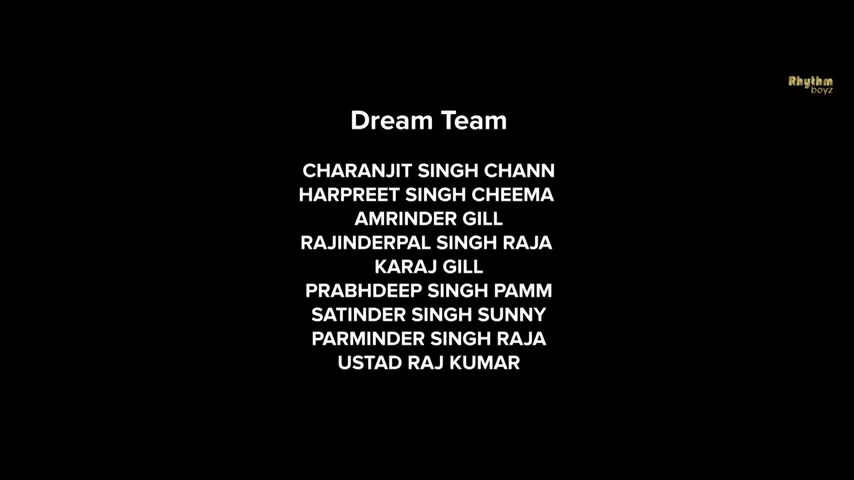 Rhythm
boyz
Dream Team
CHARANJIT SINGH CHANN
HARPREET SINGH CHEEMA
AMRINDER GILL
RAJINDERPAL SINGH RAJA
KARAJ GILL
PRABHDEEP SINGH PAMM
SATINDER SINGH SUNNY
PARMINDER SINGH RAJA
USTAD RAJ KUMAR